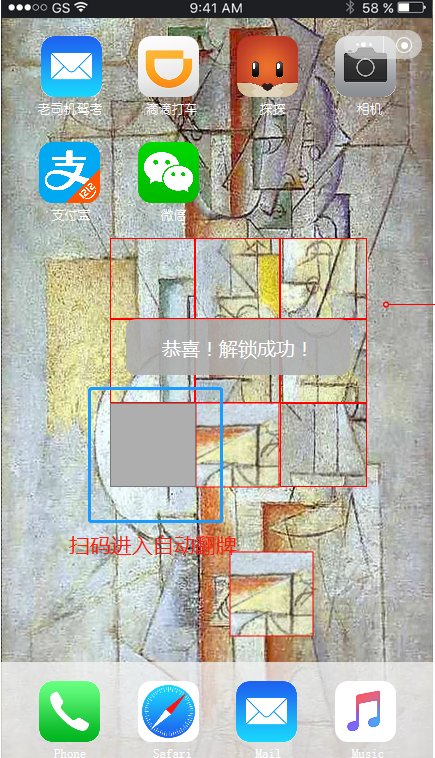 GS 9:41 AM 58 %
老司机驾考 滴滴打车 探探 相机
支付宝 微信
恭喜！解锁成功！
扫码进入自动翻牌
Phone Safari Mail Music